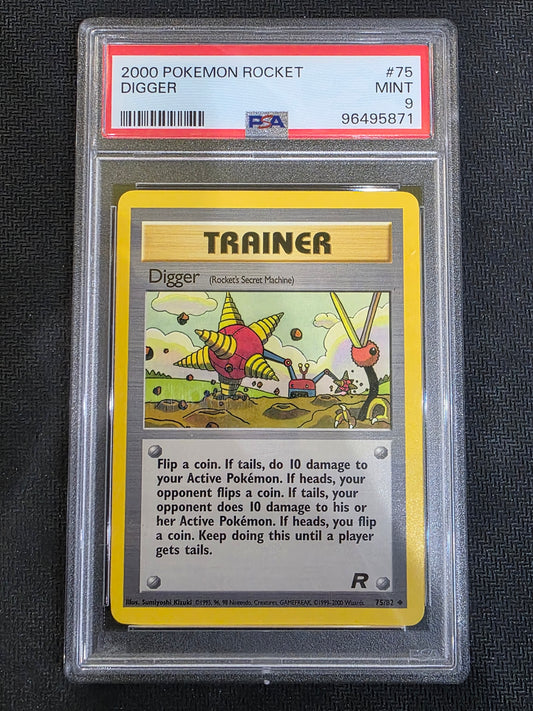 2000 POKEMON ROCKET #75
DIGGER MINT
9
PSA 96495871
TRAINER
Digger (Rocket's Secret Machine)
Flip a coin. If tails, do 10 damage to
your Active Pokémon. If heads, your
opponent flips a coin. If tails, your
opponent does 10 damage to his or
her Active Pokémon. If heads, you flip
a coin. Keep doing this until a player
gets tails.
R
Illus. Sumiyoshi Kizuki ©1995, 96, 98 Nintendo, Creatures, GAMEFREAK. ©1999-2000 Wizards. 75/82